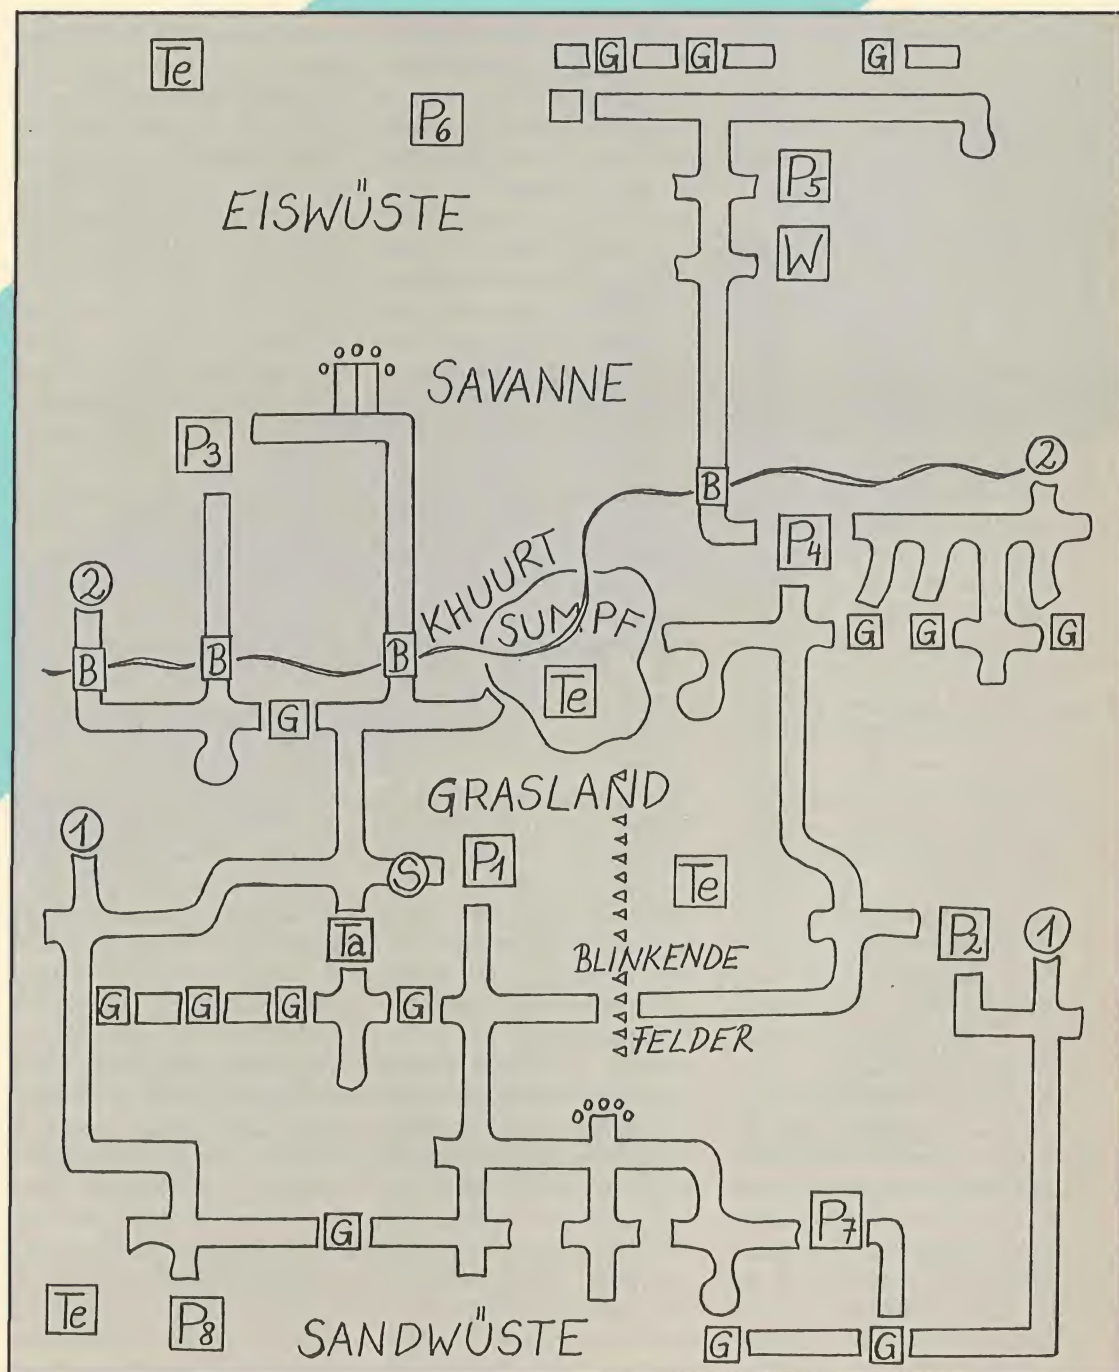 Te
G G G
P6
P5
EISWÜSTE
W
SAVANNE
P3
2
B
P4
KHUURT
SUMPF
G G G
2
B B B
Te
G
GRASLAND
1
S
P1
Te
Ta
P2
1
BLINKENDE
G G G G
FELDER
P7
G
Te
P8
SANDWÜSTE
G G